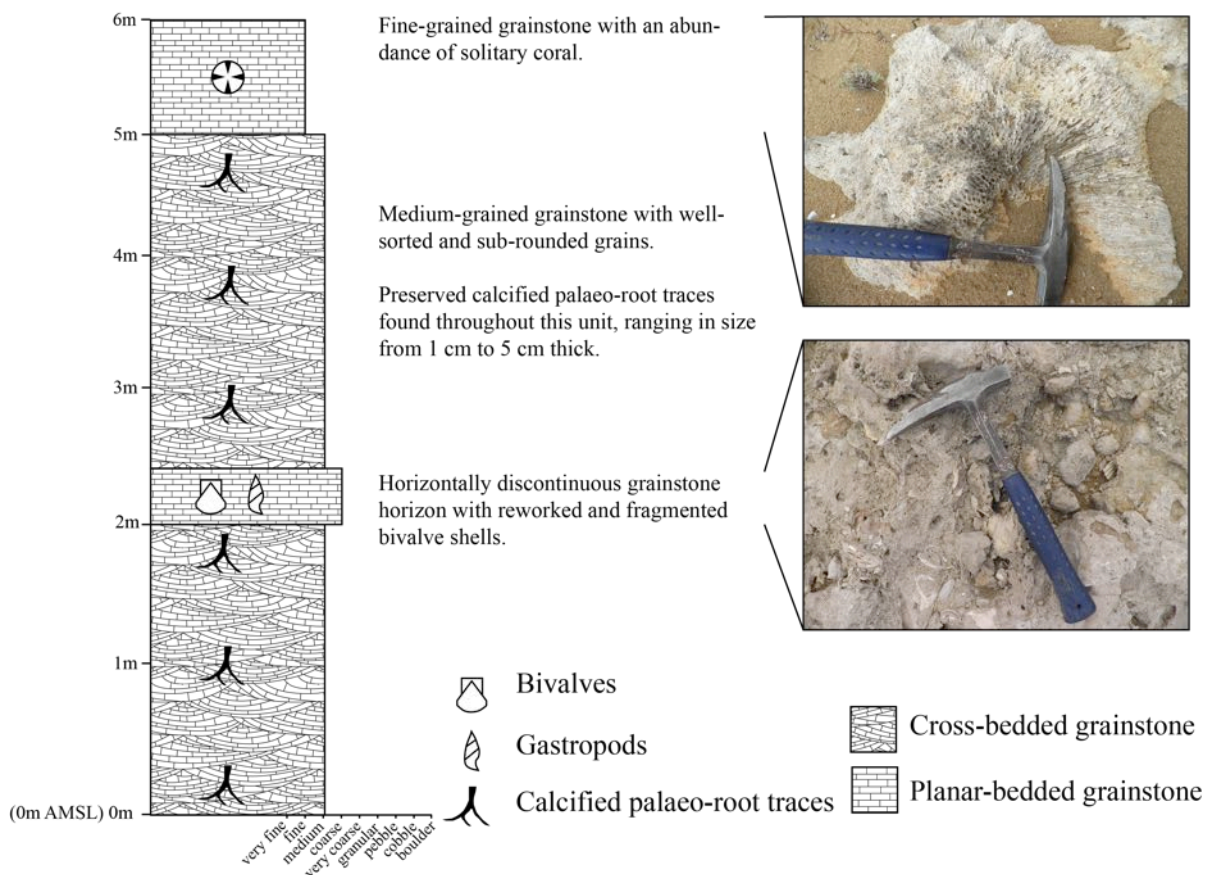 6m
Fine-grained grainstone with an abun-
dance of solitary coral.
5m
Medium-grained grainstone with well-
sorted and sub-rounded grains.
4m
Preserved calcified palaeo-root traces
found throughout this unit, ranging in size
from 1 cm to 5 cm thick.
3m
Horizontally discontinuous grainstone
horizon with reworked and fragmented
bivalve shells.
2m
1m
(0m AMSL) 0m
very fine
fine
medium
coarse
very coarse
granular
pebble
cobble
boulder
Bivalves
Gastropods
Calcified palaeo-root traces
Cross-bedded grainstone
Planar-bedded grainstone